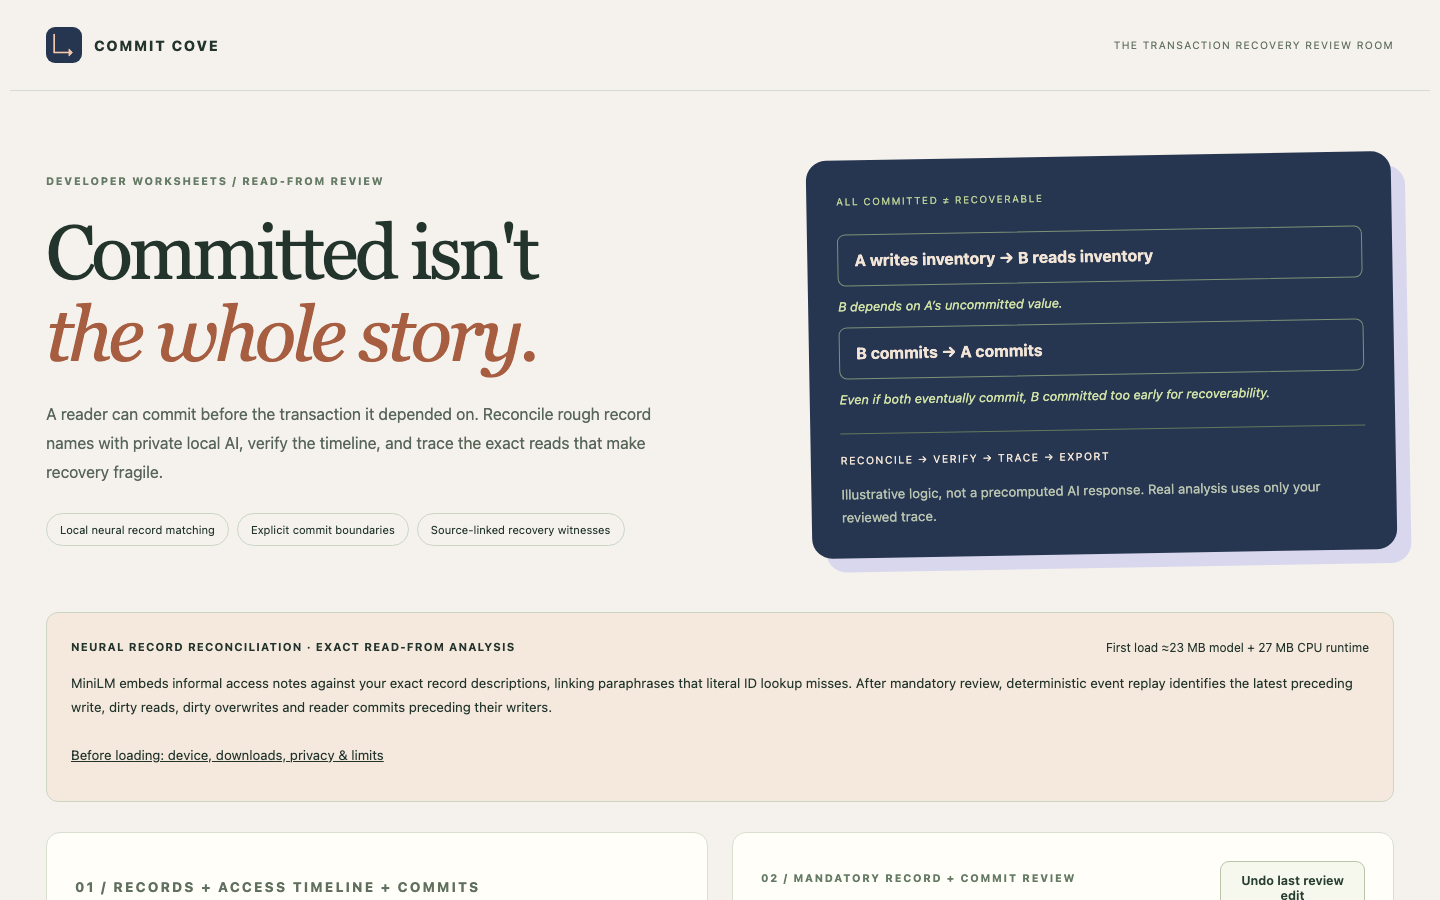 COMMIT COVE
THE TRANSACTION RECOVERY REVIEW ROOM
DEVELOPER WORKSHEETS / READ-FROM REVIEW
Committed isn't
the whole story.
A reader can commit before the transaction it depended on. Reconcile rough record
names with private local AI, verify the timeline, and trace the exact reads that make
recovery fragile.
Local neural record matching
Explicit commit boundaries
Source-linked recovery witnesses
ALL COMMITTED ≠ RECOVERABLE
A writes inventory → B reads inventory
B depends on A's uncommitted value.
B commits → A commits
Even if both eventually commit, B committed too early for recoverability.
RECONCILE → VERIFY → TRACE → EXPORT
Illustrative logic, not a precomputed AI response. Real analysis uses only your
reviewed trace.
NEURAL RECORD RECONCILIATION · EXACT READ-FROM ANALYSIS
First load ≈23 MB model + 27 MB CPU runtime
MiniLM embeds informal access notes against your exact record descriptions, linking paraphrases that literal ID lookup misses. After mandatory review, deterministic event replay identifies the latest preceding
write, dirty reads, dirty overwrites and reader commits preceding their writers.
Before loading: device, downloads, privacy & limits
01 / RECORDS + ACCESS TIMELINE + COMMITS
02 / MANDATORY RECORD + COMMIT REVIEW
Undo last review
edit